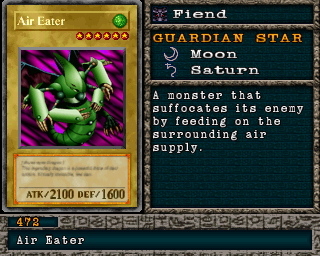 Air Eater
Fiend
GUARDIAN STAR
Moon
Saturn
A monster that
suffocates its enemy
by feeding on the
surrounding air
supply.
ATK/2100 DEF/1600
472
Air Eater